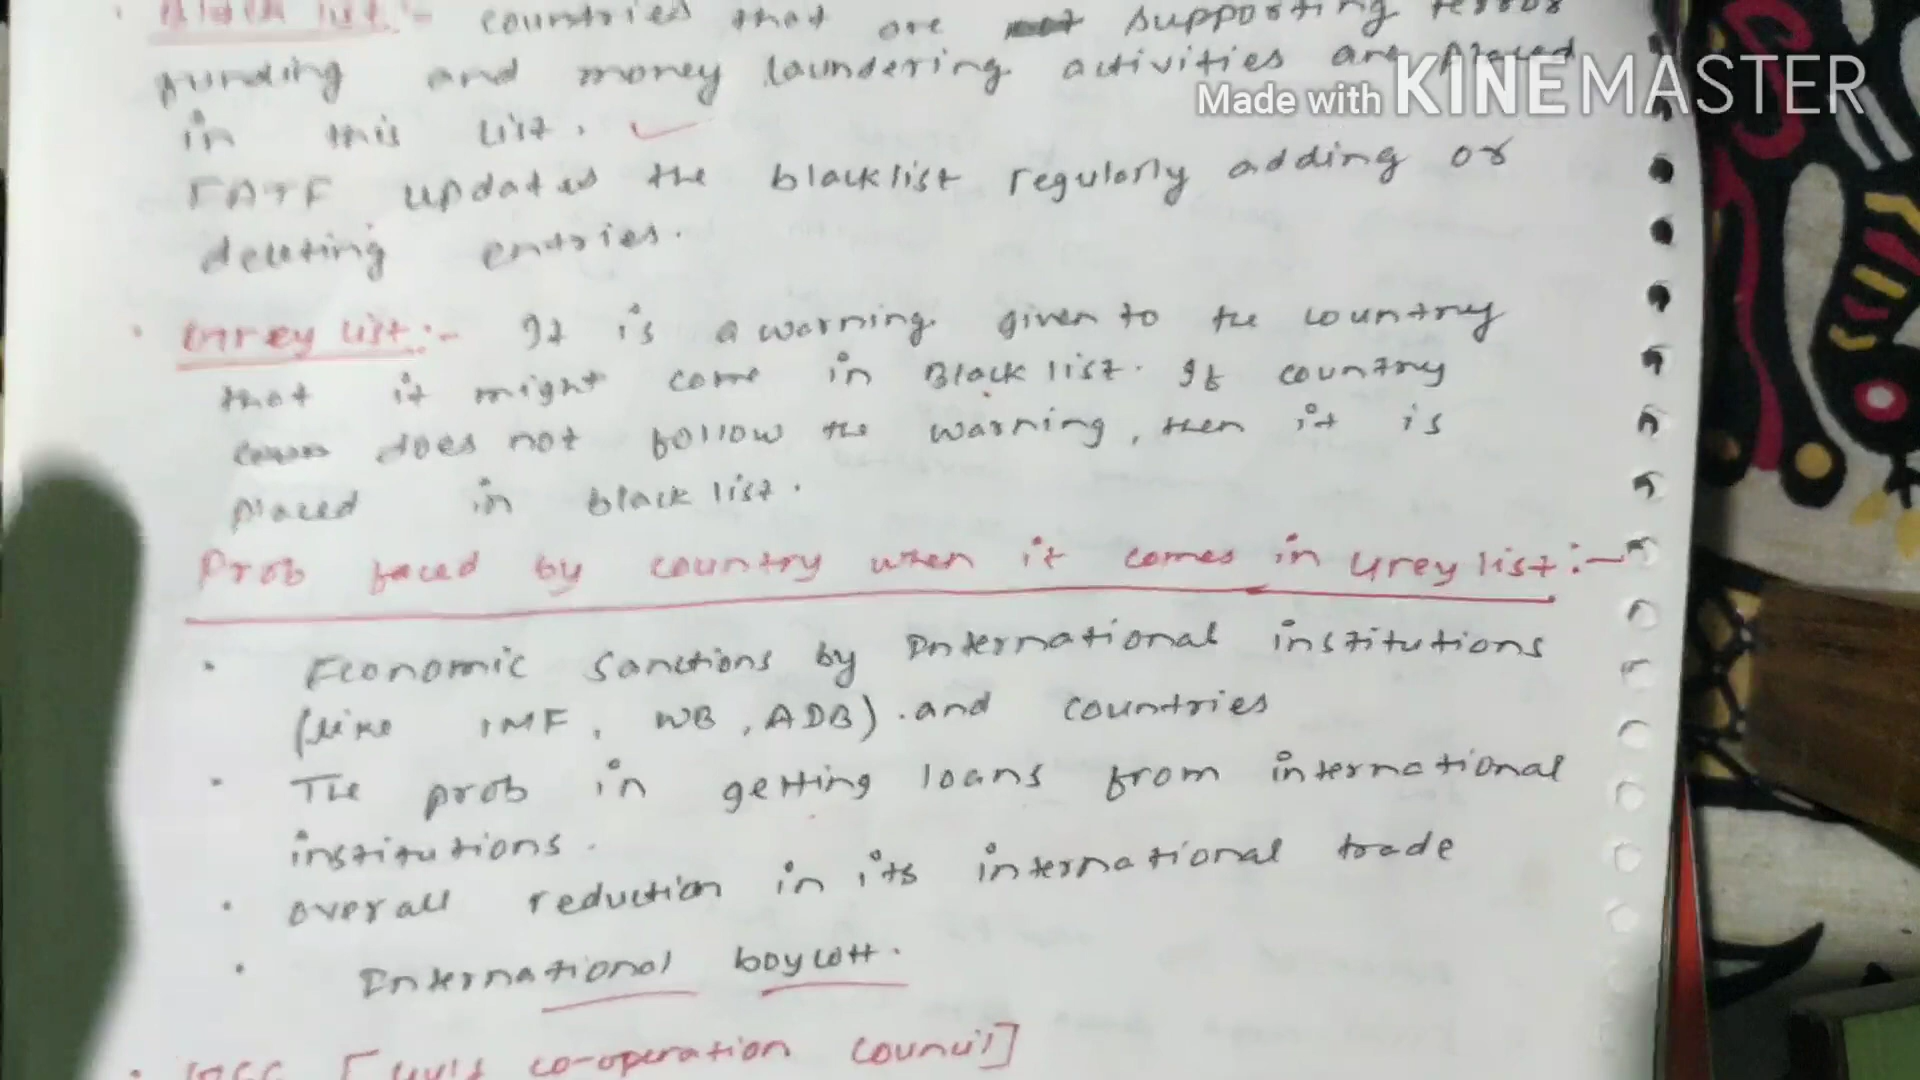 Black list :- countries that are not supporting terror
funding and money laundering activities are placed
in this list.
FATF updates the blacklist regularly adding or
deleting entries.
Grey list :- It is a warning given to the country
that it might come in Black list. If country
does not follow the warning, then it is
placed in black list.
Prob faced by country when it comes in Grey list :-
Economic Sanctions by International institutions
(like IMF, WB, ADB) and countries
The prob in getting loans from international
institutions.
overall reduction in its international trade
International boycott.
GCC [Gulf co-operation council]
Made with KINEMASTER